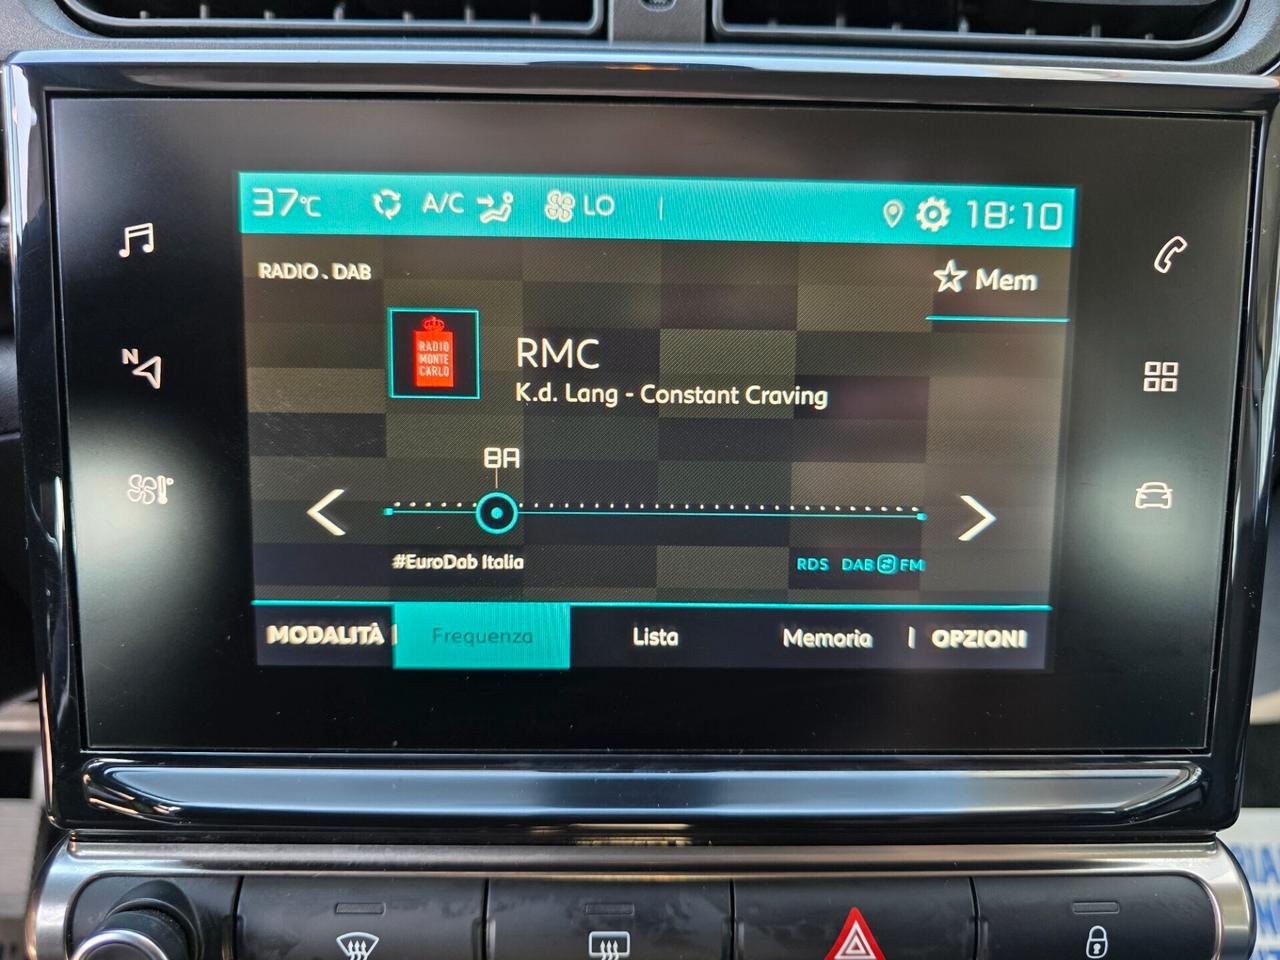 37°C A/C LO 18:10
RADIO . DAB
Mem
RADIO
MONTE
CARLO
RMC
K.d. Lang - Constant Craving
N
8A
#EuroDab Italia
RDS DAB FM
MODALITÀ Frequenza Lista Memoria OPZIONI